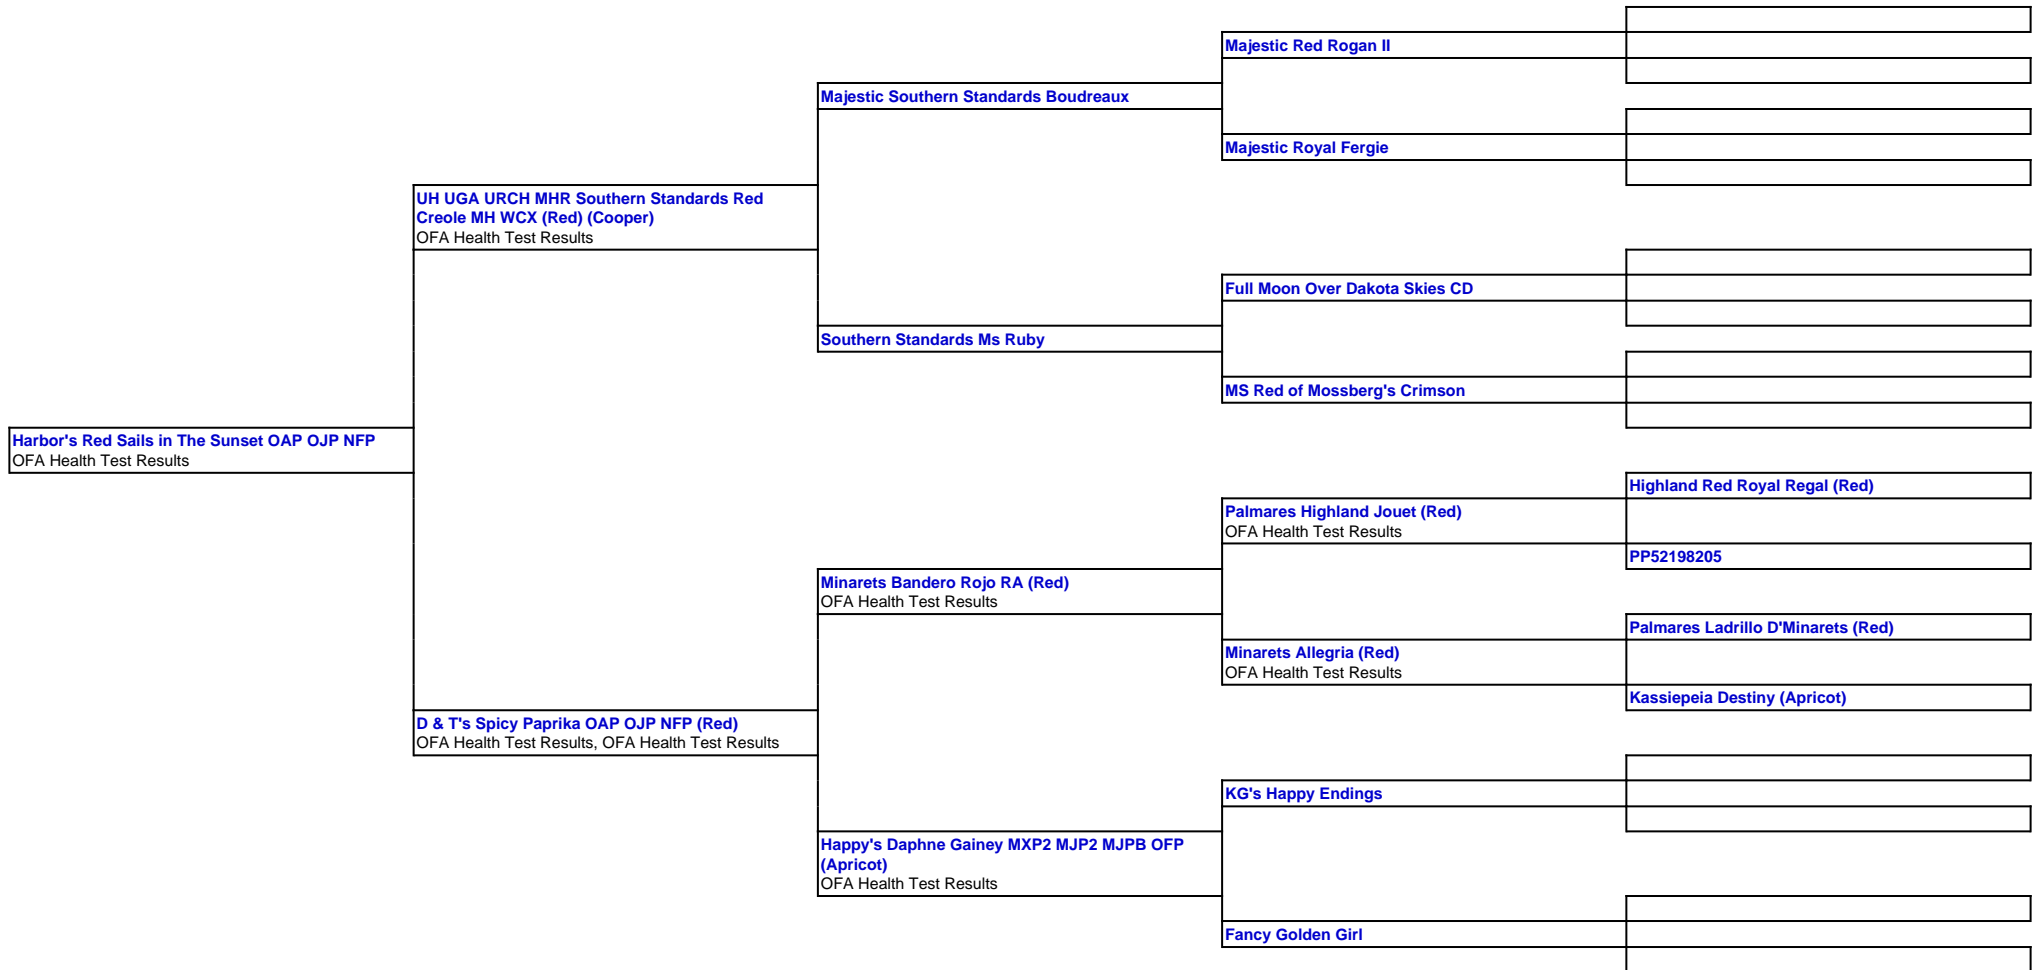 Majestic Red Rogan II
Majestic Southern Standards Boudreaux
Majestic Royal Fergie
UH UGA URCH MHR Southern Standards Red
Creole MH WCX (Red) (Cooper)
OFA Health Test Results
Full Moon Over Dakota Skies CD
Southern Standards Ms Ruby
MS Red of Mossberg's Crimson
Harbor's Red Sails in The Sunset OAP OJP NFP
OFA Health Test Results
Highland Red Royal Regal (Red)
Palmares Highland Jouet (Red)
OFA Health Test Results
PP52198205
Minarets Bandero Rojo RA (Red)
OFA Health Test Results
Palmares Ladrillo D'Minarets (Red)
Minarets Allegria (Red)
OFA Health Test Results
Kassiepeia Destiny (Apricot)
D & T's Spicy Paprika OAP OJP NFP (Red)
OFA Health Test Results, OFA Health Test Results
KG's Happy Endings
Happy's Daphne Gainey MXP2 MJP2 MJPB OFP
(Apricot)
OFA Health Test Results
Fancy Golden Girl